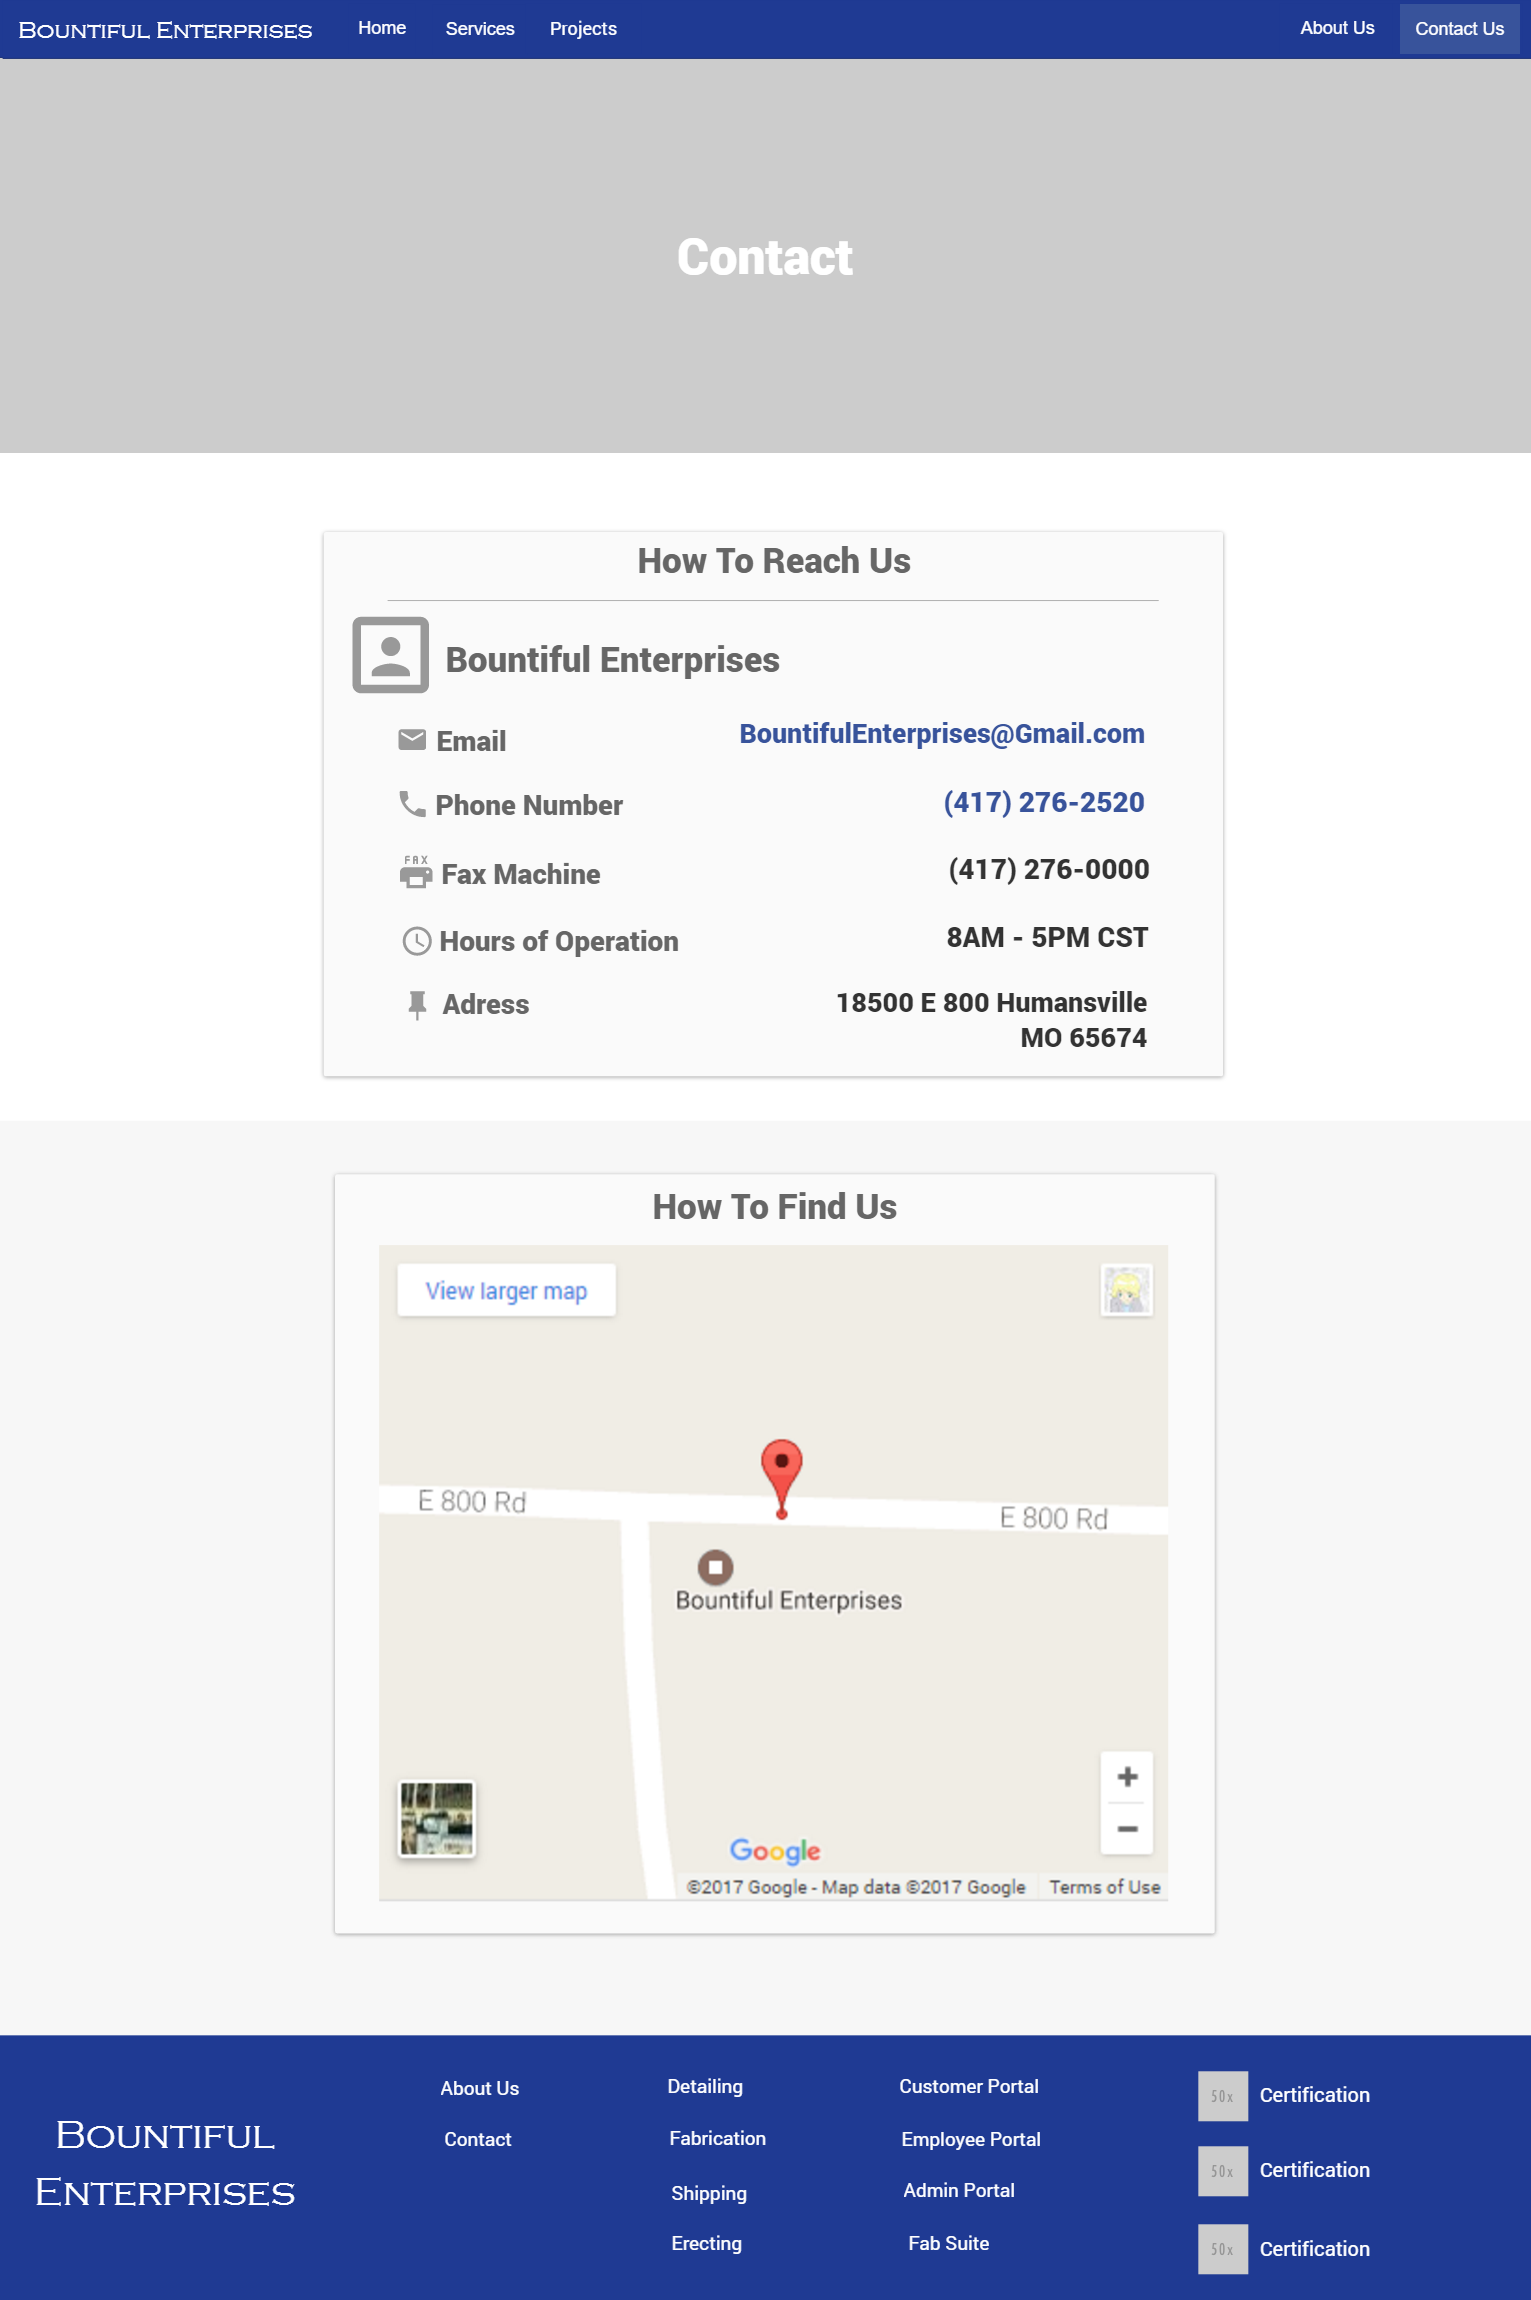 BOUNTIFUL ENTERPRISES Home Services Projects About Us Contact Us
Contact
How To Reach Us
Bountiful Enterprises
Email BountifulEnterprises@Gmail.com
Phone Number (417) 276-2520
FAX
Fax Machine (417) 276-0000
Hours of Operation 8AM - 5PM CST
Adress 18500 E 800 Humansville
MO 65674
How To Find Us
View larger map
E 800 Rd E 800 Rd
Bountiful Enterprises
Google
©2017 Google - Map data ©2017 Google Terms of Use
BOUNTIFUL
ENTERPRISES
About Us
Contact
Detailing
Fabrication
Shipping
Erecting
Customer Portal
Employee Portal
Admin Portal
Fab Suite
50x Certification
50x Certification
50x Certification